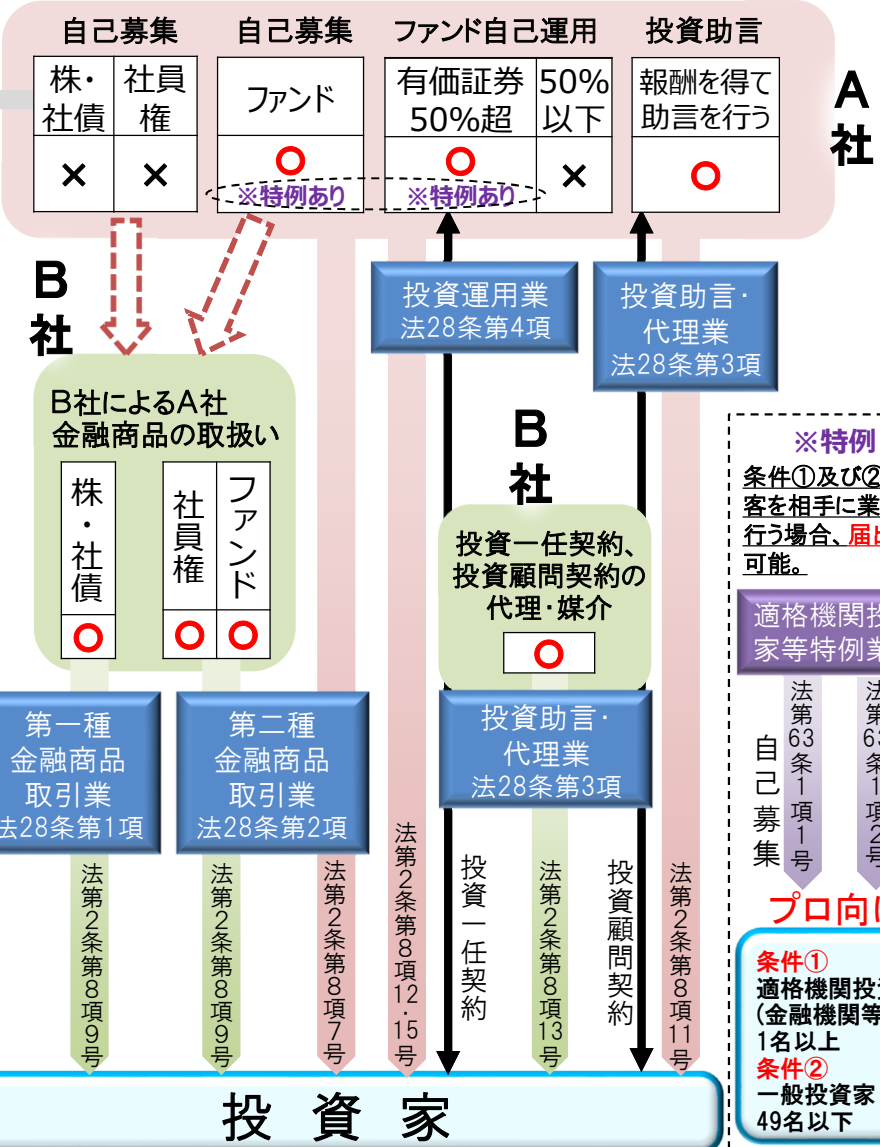 自己募集
自己募集
ファンド自己運用
投資助言
株・
社債
社員
権
ファンド
有価証券
50%超
50%
以下
報酬を得て
助言を行う
A
社
×
×
○
※特例あり
○
※特例あり
×
○
B
社
投資運用業
法28条第4項
投資助言・
代理業
法28条第3項
B社によるA社
金融商品の取扱い
株・社債
社員権
ファンド
○
○
○
B
社
投資一任契約、
投資顧問契約の
代理・媒介
○
※特例
条件①及び②
客を相手に業
行う場合、届
可能。
適格機関投
家等特例業
第一種
金融商品
取引業
法28条第1項
第二種
金融商品
取引業
法28条第2項
投資助言・
代理業
法28条第3項
自己募集
法第63条1項1号
法第63条1項2号
法第2条第8項9号
法第2条第8項9号
法第2条第8項7号
法第2条第8項12・15号
投資一任契約
法第2条第8項13号
投資顧問契約
法第2条第8項11号
プロ向け
条件①
適格機関投資
(金融機関等
1名以上
条件②
一般投資家
49名以下
投資家